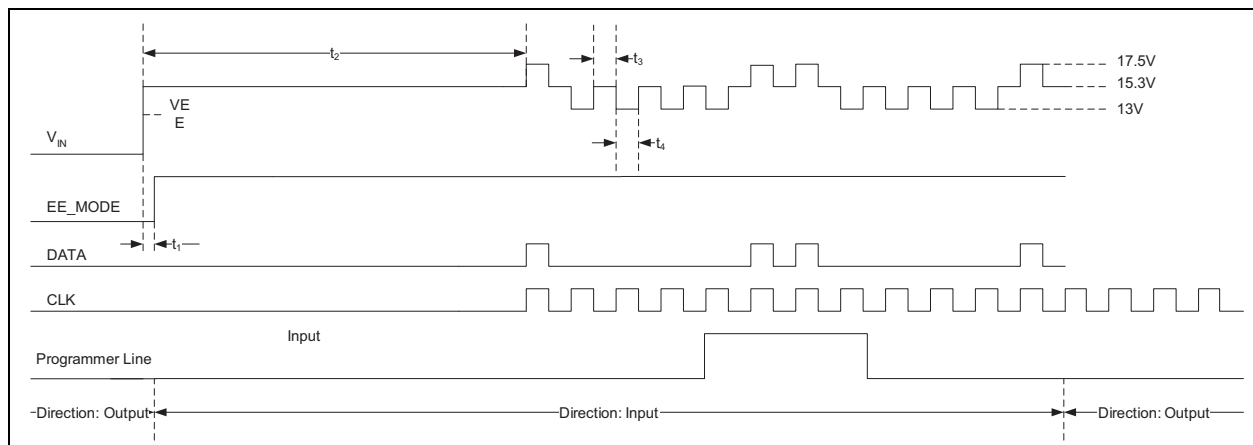 t2
t3
17.5V
15.3V
13V
VE
E
VIN
t4
EE_MODE
t1
DATA
CLK
Input
Programmer Line
Direction: Output
Direction: Input
Direction: Output